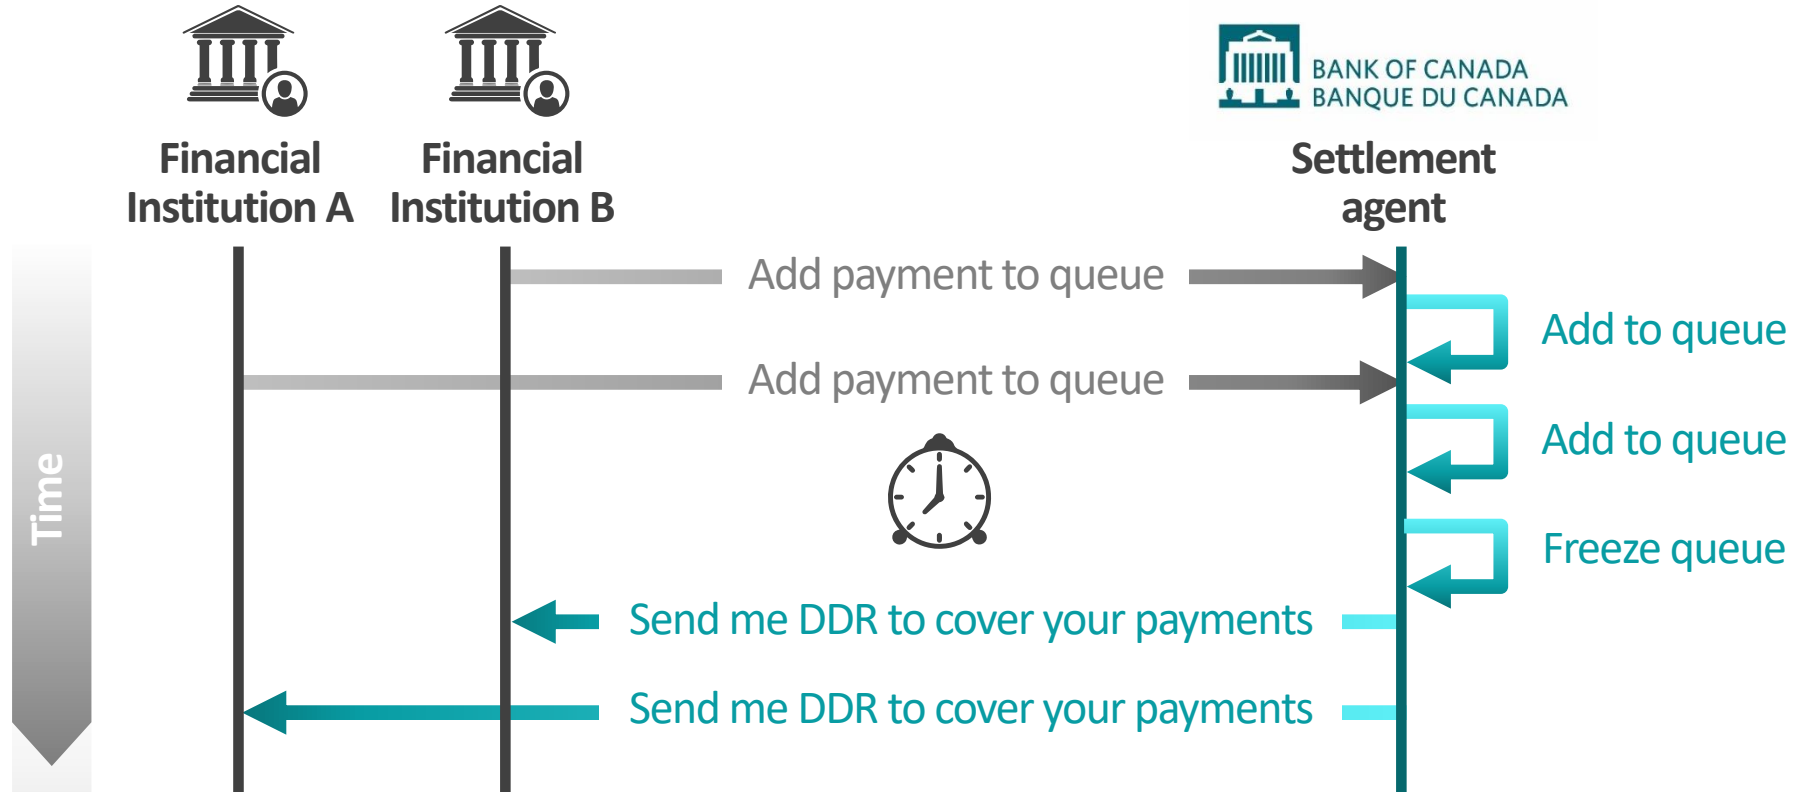 BANK OF CANADA
BANQUE DU CANADA
Financial
Institution A
Financial
Institution B
Settlement
agent
Add payment to queue
Add to queue
Add payment to queue
Add to queue
Time
Freeze queue
Send me DDR to cover your payments
Send me DDR to cover your payments